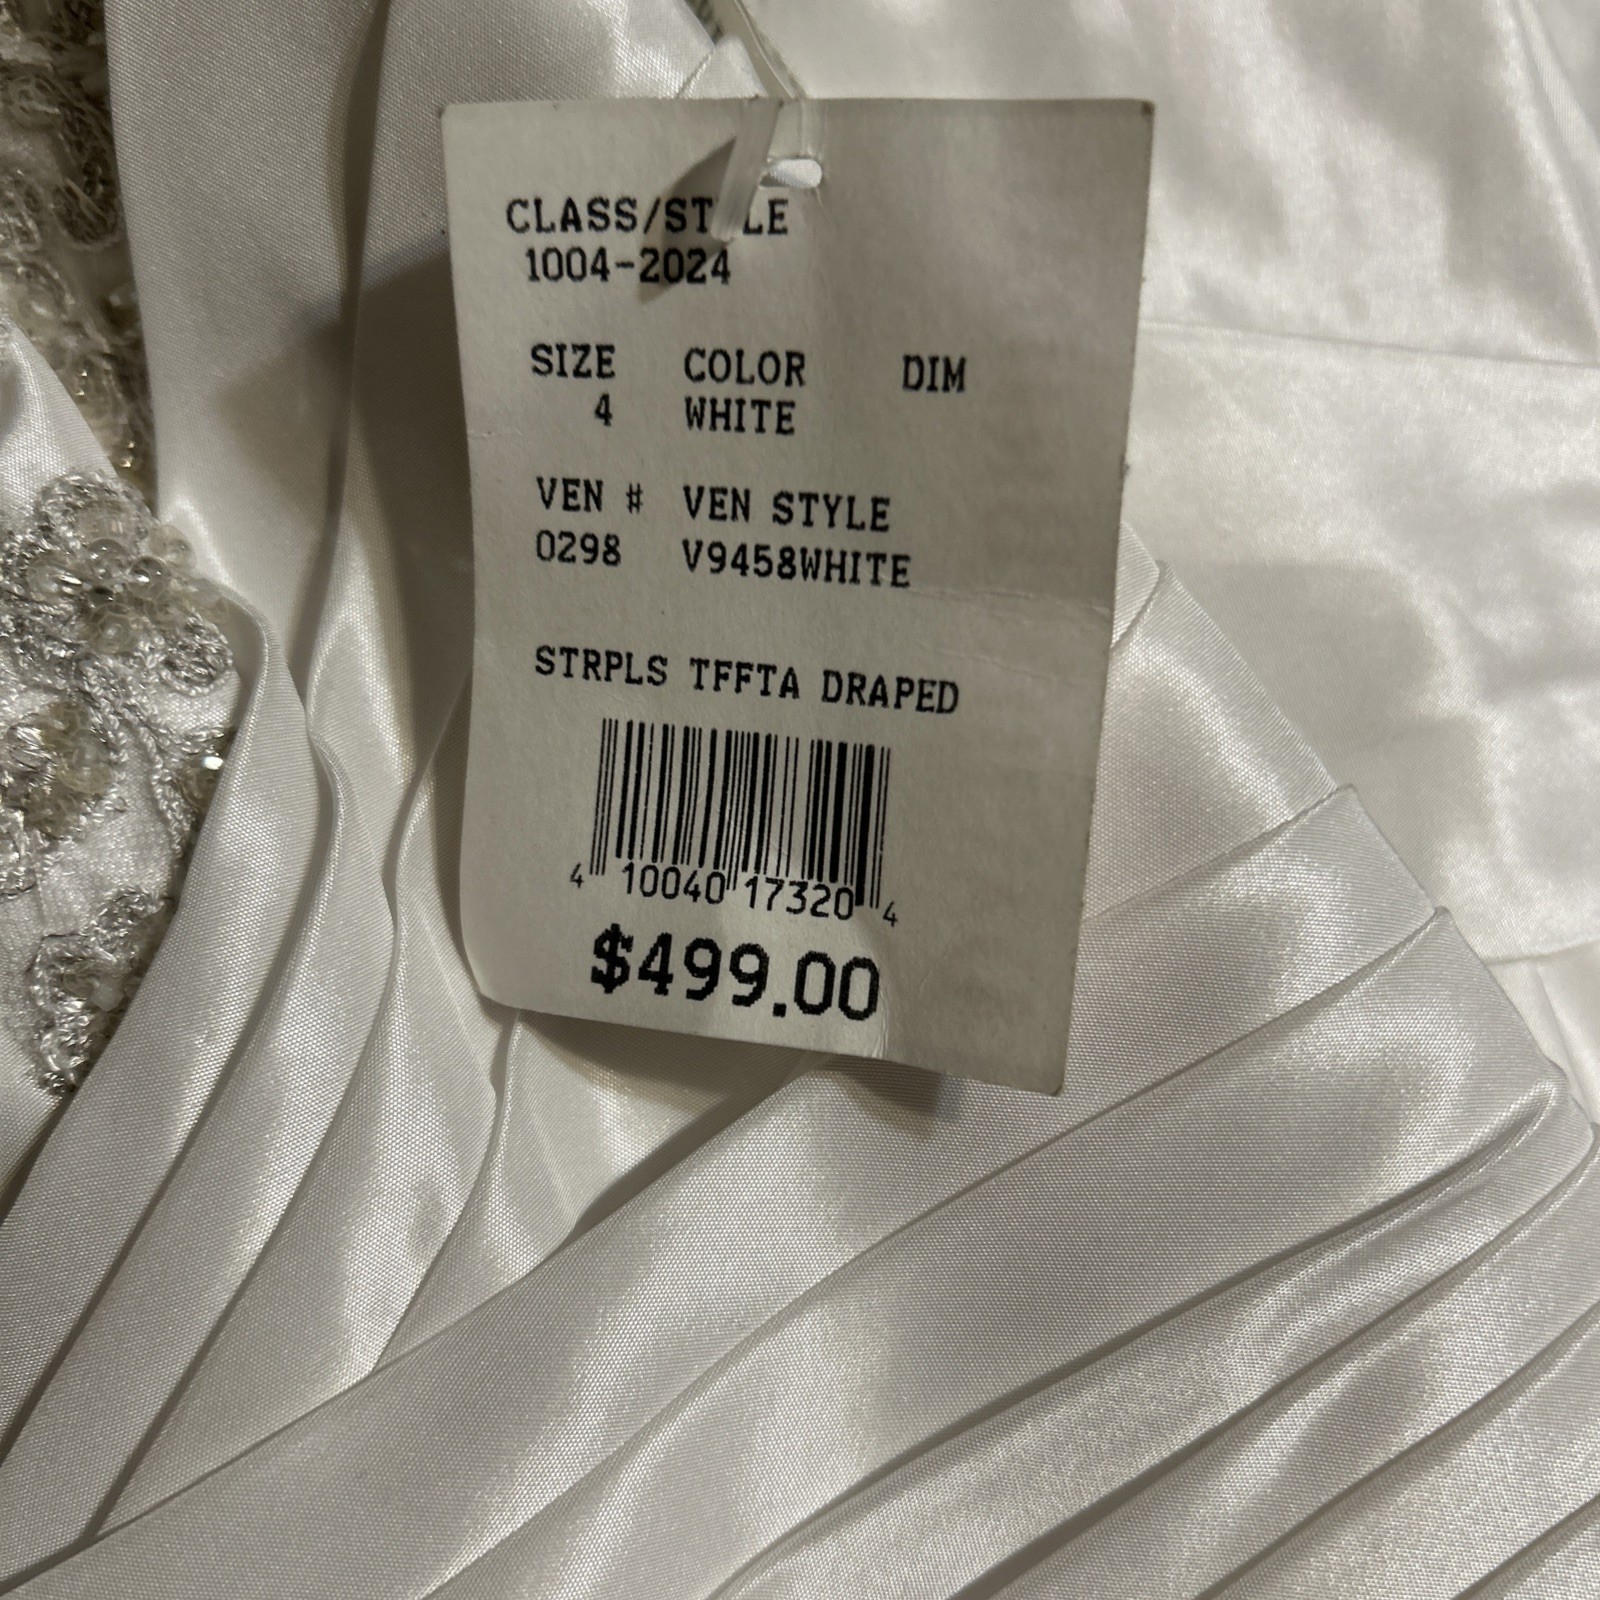 CLASS/STYLE
1004-2024
SIZE COLOR DIM
4 WHITE
VEN # VEN STYLE
0298 V9458WHITE
STRPLS TFFTA DRAPED
4 10040 17320 4
$499.00